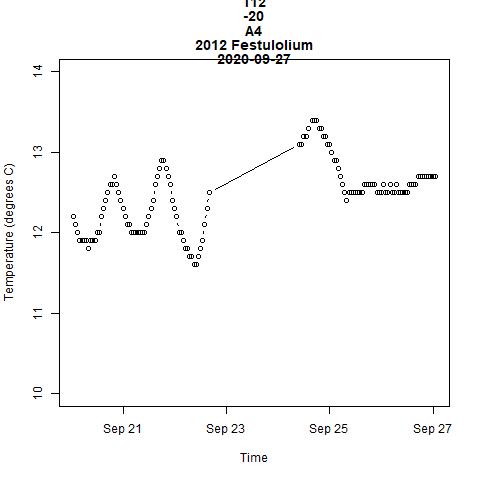 T12
-20
A4
2012 Festulolium
2020-09-27
14
13
12
11
10
Temperature (degrees C)
Sep 21 Sep 23 Sep 25 Sep 27
Time